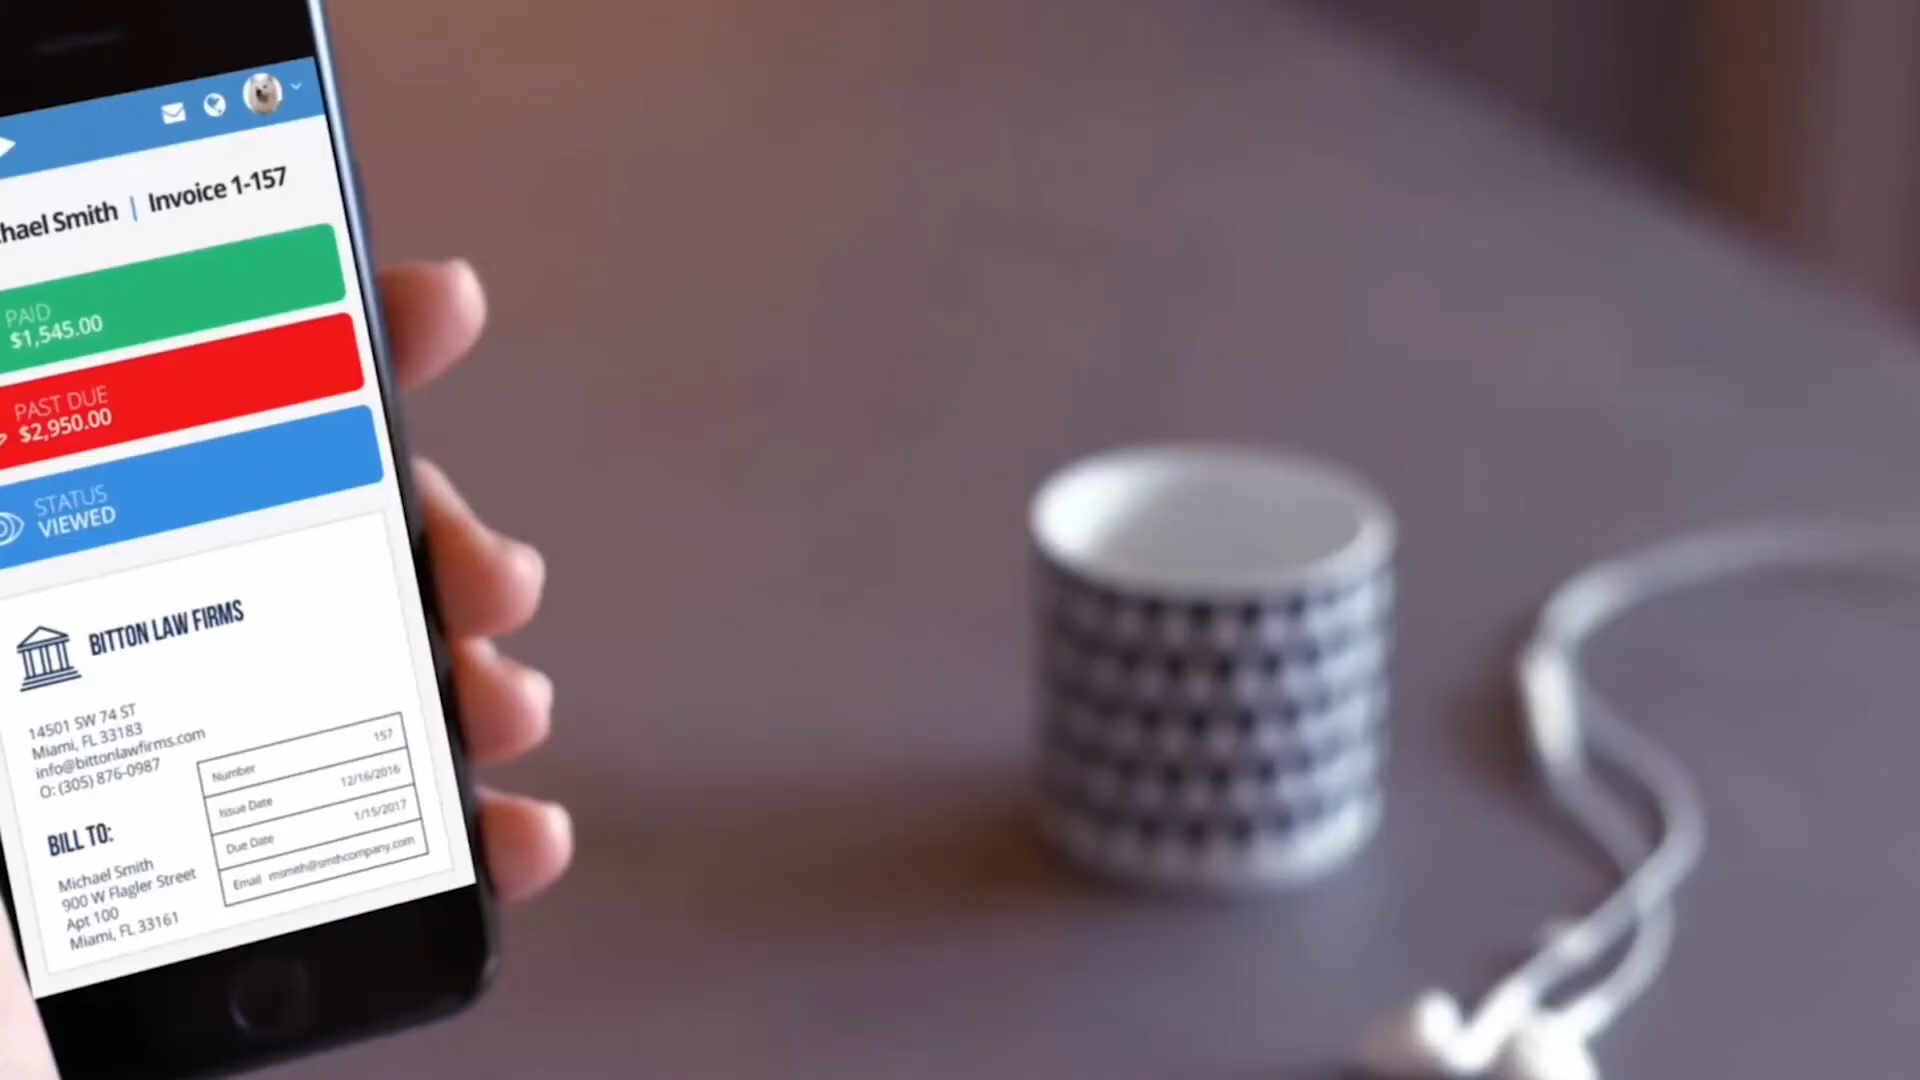 hael Smith | Invoice 1-157
PAID
$1,545.00
PAST DUE
$2,950.00
STATUS
VIEWED
BITTON LAW FIRMS
14501 SW 74 ST
Miami, FL 33183
info@bittonlawfirms.com
O: (305) 876-0987
Number 157
Issue Date 12/16/2016
Due Date 1/15/2017
Email msmith@smthcompany.com
BILL TO:
Michael Smith
900 W Flagler Street
Apt 100
Miami, FL 33161